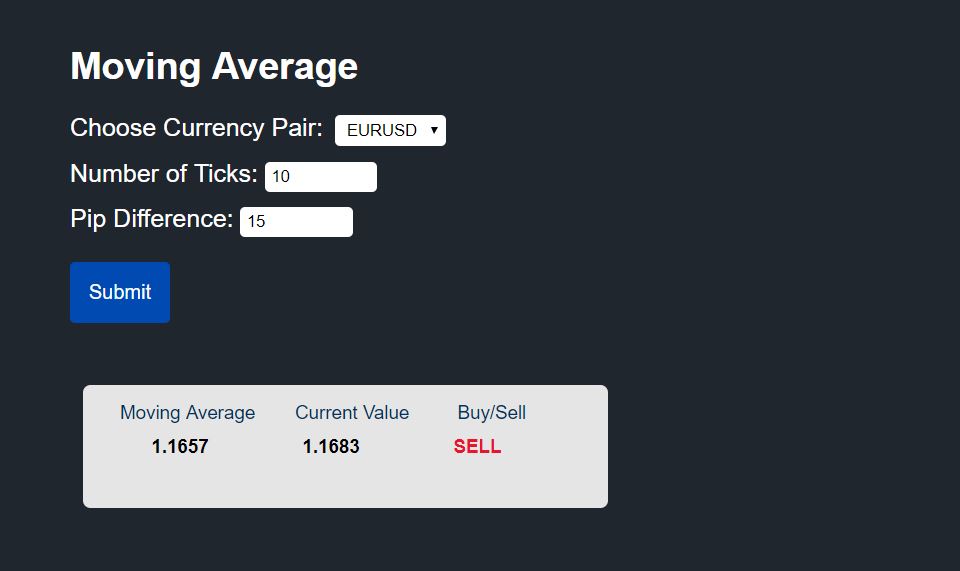 Moving Average
Choose Currency Pair: EURUSD
Number of Ticks: 10
Pip Difference: 15
Submit
Moving Average Current Value Buy/Sell
1.1657 1.1683 SELL